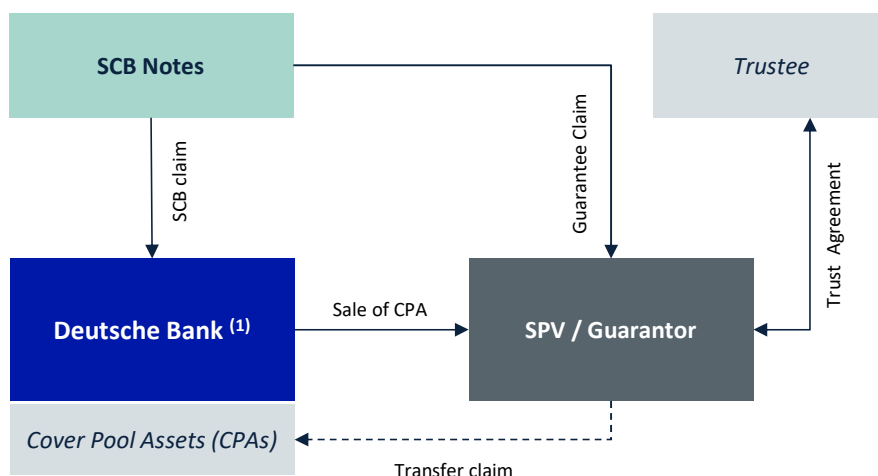 SCB Notes
Trustee
SCB claim
Guarantee Claim
Trust Agreement
Deutsche Bank (1)
Sale of CPA
SPV / Guarantor
Cover Pool Assets (CPAs)
Transfer claim